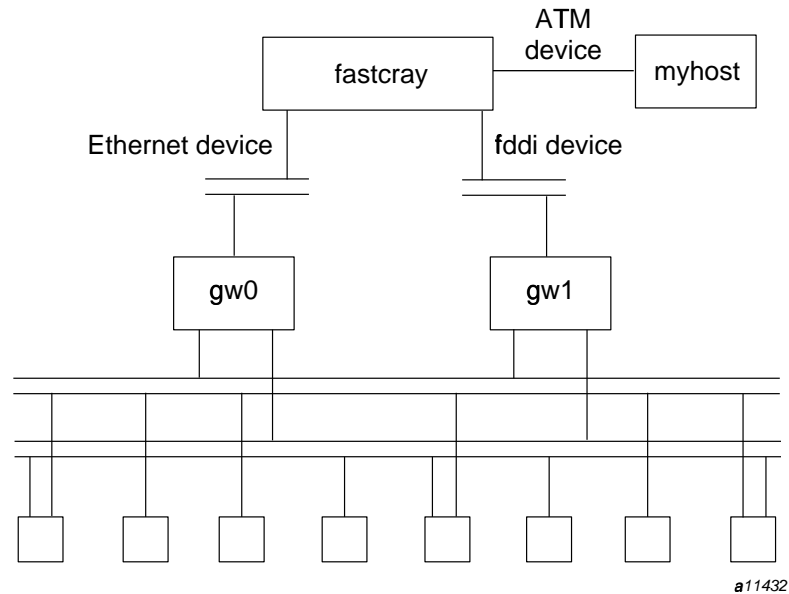 ATM
device
fastcray
myhost
Ethernet device
fddi device
gw0
gw1
a11432